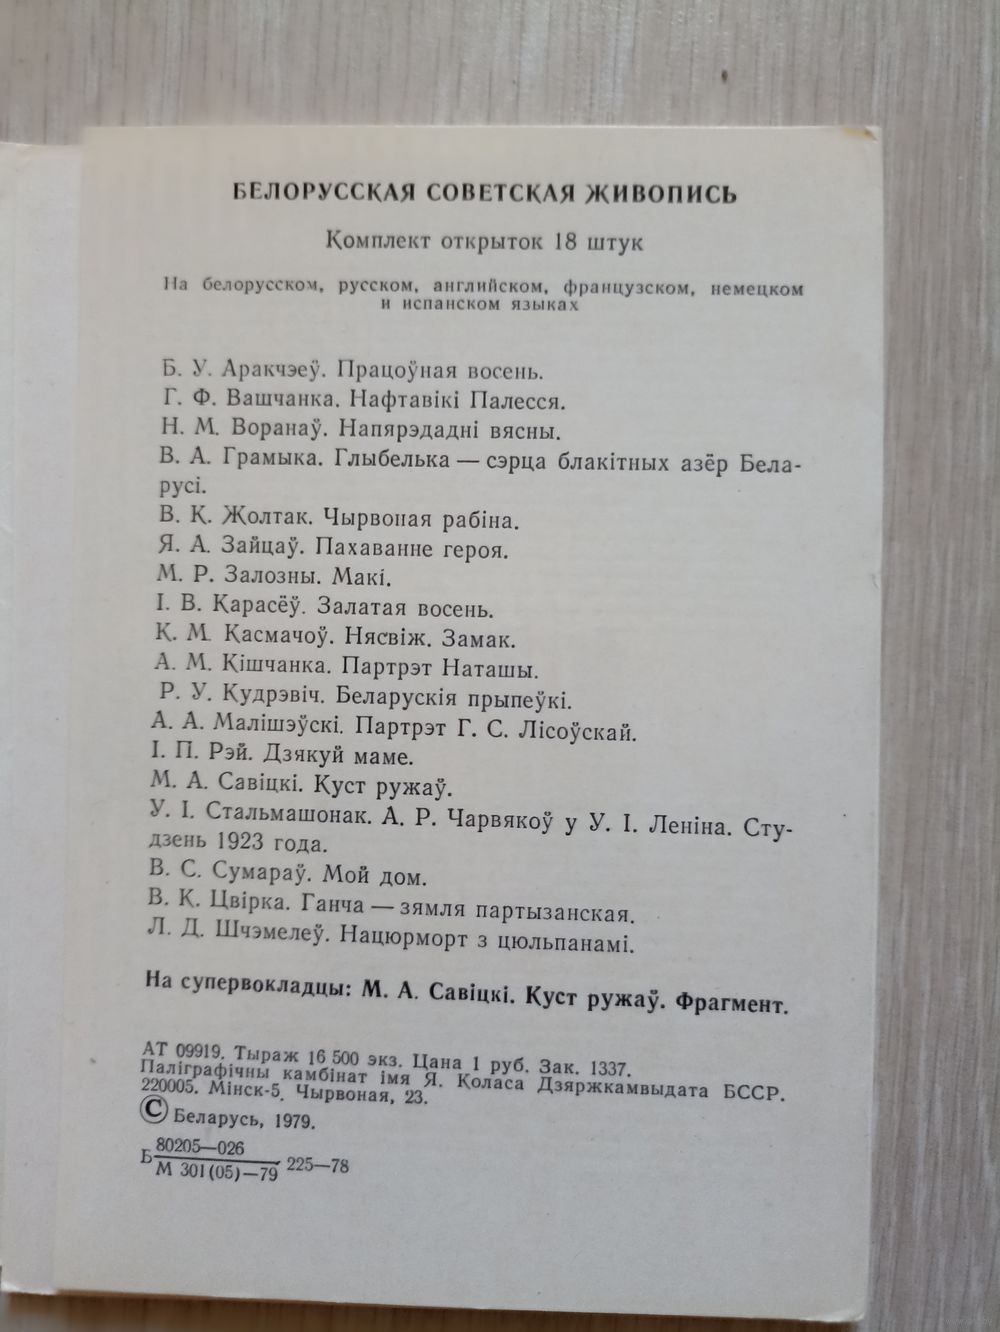 БЕЛОРУССКАЯ СОВЕТСКАЯ ЖИВОПИСЬ
Комплект открыток 18 штук
На белорусском, русском, английском, французском, немецком
и испанском языках
Б. У. Аракчэеў. Працоўная восень.
Г. Ф. Вашчанка. Нафтавікі Палесся.
Н. М. Воранаў. Напярэдадні вясны.
В. А. Грамыка. Глыбелька — сэрца блакітных азёр Бела-
русі.
В. К. Жолтак. Чырвоная рабіна.
Я. А. Зайцаў. Пахаванне героя.
М. Р. Залозны. Макі.
І. В. Карасёў. Залатая восень.
К. М. Касмачоў. Нясвіж. Замак.
А. М. Кішчанка. Партрэт Наташы.
Р. У. Кудрэвіч. Беларускія прыпеўкі.
А. А. Малішэўскі. Партрэт Г. С. Лісоўскай.
І. П. Рэй. Дзякуй маме.
М. А. Савіцкі. Куст ружаў.
У. І. Стальмашонак. А. Р. Чарвякоў у У. І. Леніна. Сту-
дзень 1923 года.
В. С. Сумараў. Мой дом.
В. К. Цвірка. Ганча — зямля партызанская.
Л. Д. Шчэмелеў. Нацюрморт з цюльпанамі.
На супервокладцы: М. А. Савіцкі. Куст ружаў. Фрагмент.
АТ 09919. Тыраж 16 500 экз. Цана 1 руб. Зак. 1337.
Паліграфічны камбінат імя Я. Коласа Дзяржкамвыдата БССР.
220005. Мінск-5, Чырвоная, 23.
© Беларусь, 1979.
80205—026
Б 225—78
М 301(05)—79